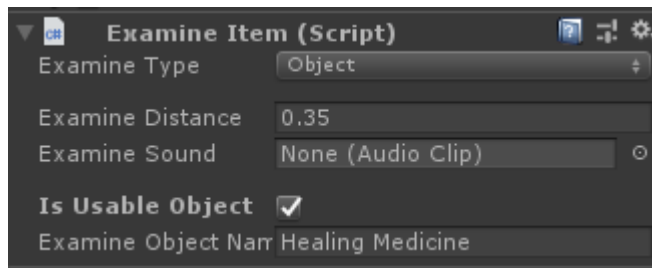 c# Examine Item (Script)
Examine Type Object
Examine Distance 0.35
Examine Sound None (Audio Clip)
Is Usable Object
Examine Object Nam Healing Medicine